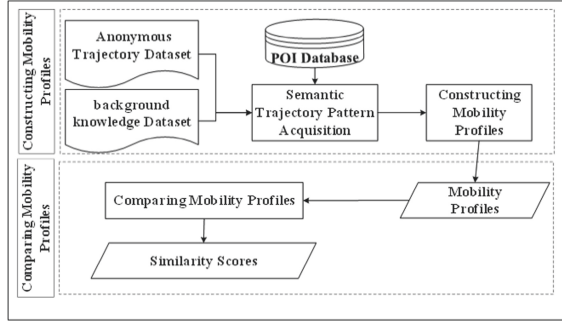 Constructing Mobility
Profiles
Anonymous
Trajectory Dataset
background
knowledge Dataset
POI Database
Semantic
Trajectory Pattern
Acquisition
Constructing
Mobility
Profiles
Comparing Mobility
Profiles
Comparing Mobility Profiles
Mobility
Profiles
Similarity Scores